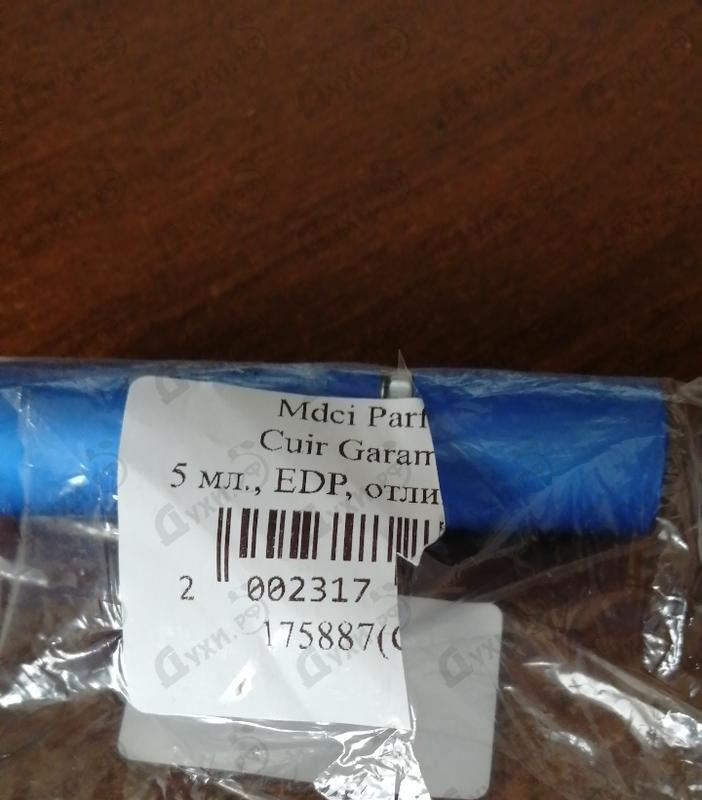 Mdci Parf
Cuir Garam
5 мл., EDP, отли
2 002317
175887(